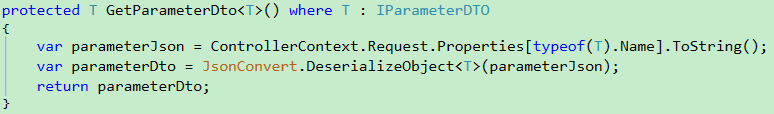 protected T GetParameterDto<T>() where T : IParameterDTO
{
    var parameterJson = ControllerContext.Request.Properties[typeof(T).Name].ToString();
    var parameterDto = JsonConvert.DeserializeObject<T>(parameterJson);
    return parameterDto;
}